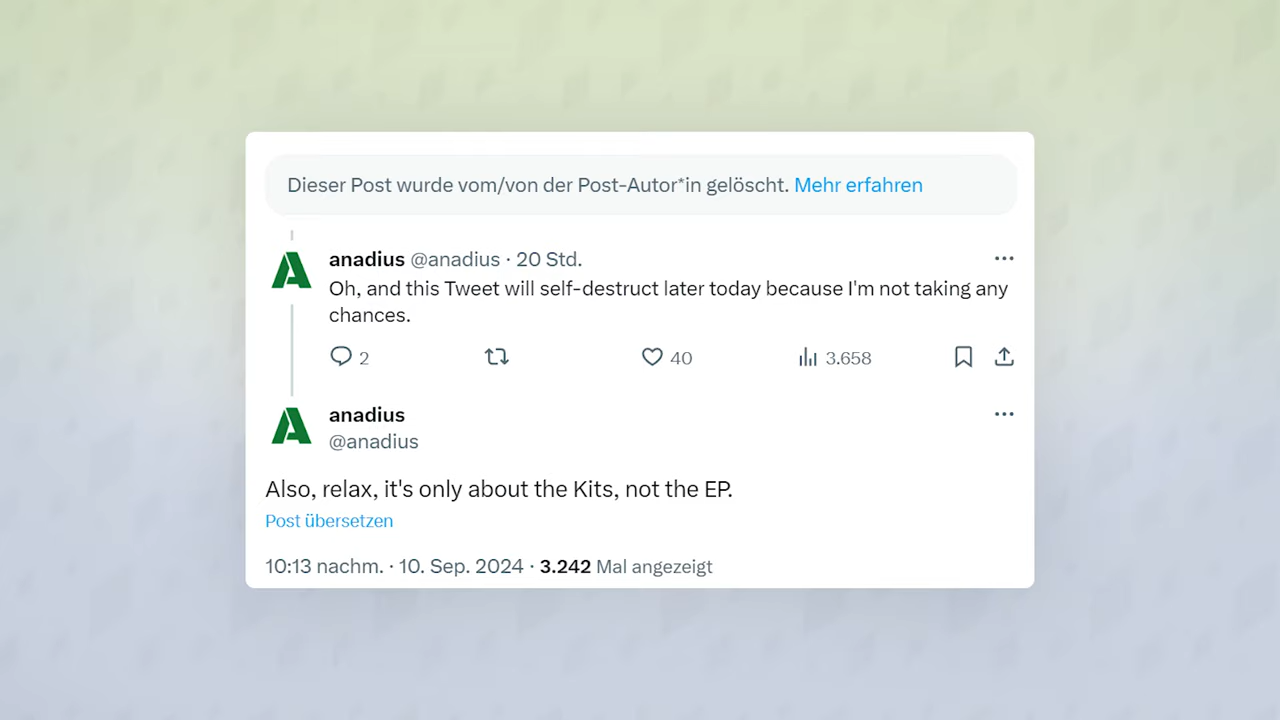 Dieser Post wurde vom/von der Post-Autor*in gelöscht. Mehr erfahren
anadius @anadius · 20 Std.
Oh, and this Tweet will self-destruct later today because I'm not taking any
chances.
2 40 3.658
anadius
@anadius
Also, relax, it's only about the Kits, not the EP.
Post übersetzen
10:13 nachm. · 10. Sep. 2024 · 3.242 Mal angezeigt